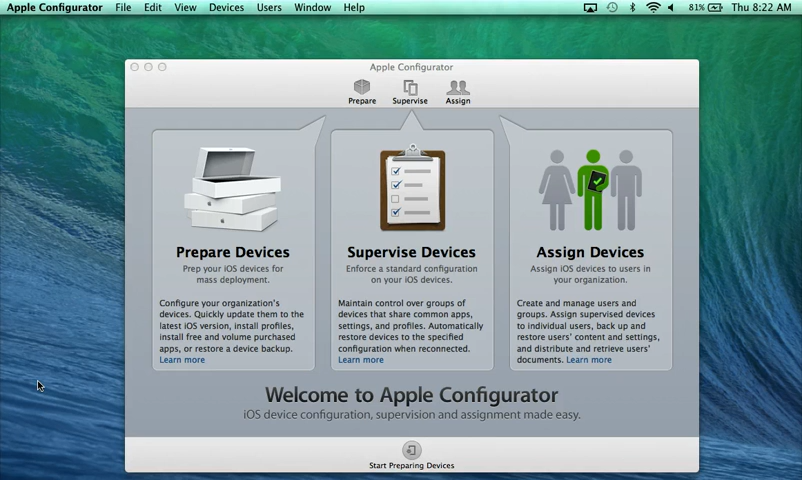 Apple Configurator File Edit View Devices Users Window Help 81% Thu 8:22 AM
Apple Configurator
Prepare Supervise Assign
Prepare Devices
Prep your iOS devices for
mass deployment.
Configure your organization's
devices. Quickly update them to the
latest iOS version, install profiles,
install free and volume purchased
apps, or restore a device backup.
Learn more
Supervise Devices
Enforce a standard configuration
on your iOS devices.
Maintain control over groups of
devices that share common apps,
settings, and profiles. Automatically
restore devices to the specified
configuration when reconnected.
Learn more
Assign Devices
Assign iOS devices to users in
your organization.
Create and manage users and
groups. Assign supervised devices
to individual users, back up and
restore users' content and settings,
and distribute and retrieve users'
documents. Learn more
Welcome to Apple Configurator
iOS device configuration, supervision and assignment made easy.
Start Preparing Devices